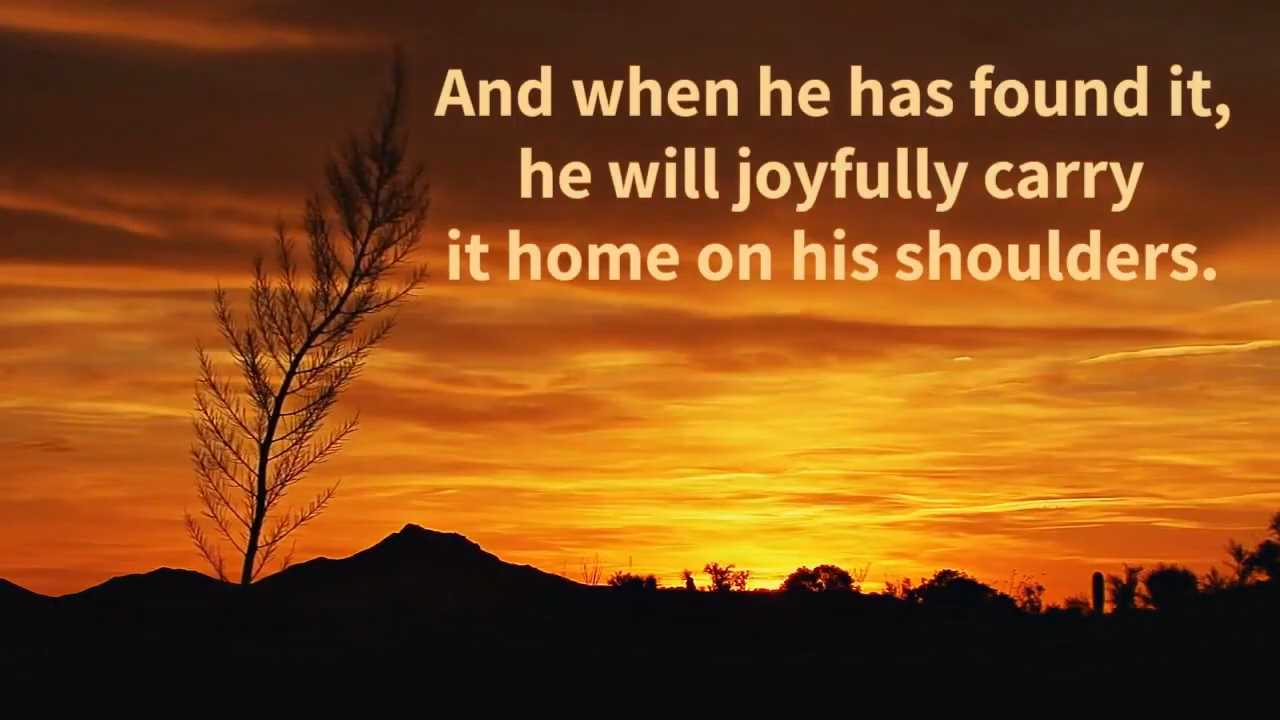 And when he has found it,
he will joyfully carry
it home on his shoulders.